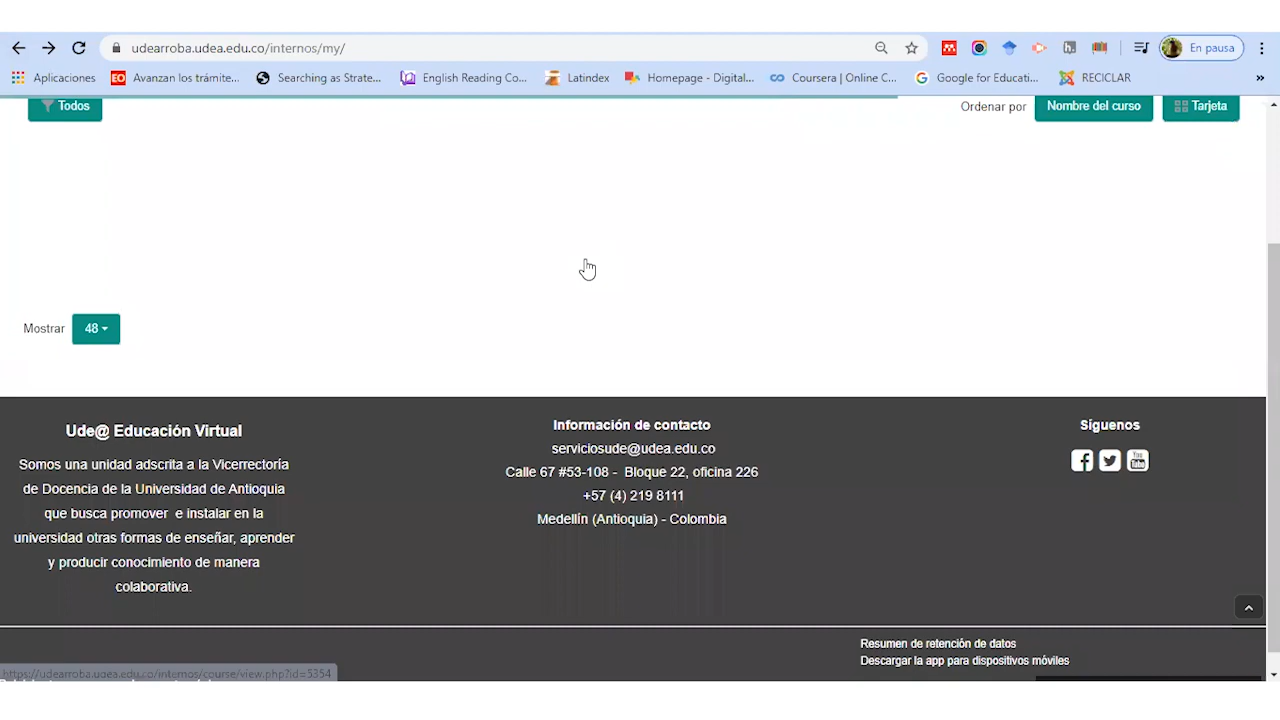 udearroba.udea.edu.co/internos/my/
En pausa
Aplicaciones
EO Avanzan los trámite...
Searching as Strate...
English Reading Co...
Latindex
Homepage - Digital...
Coursera | Online C...
Google for Educati...
RECICLAR
»
Todos
Ordenar por
Nombre del curso
Tarjeta
Mostrar
48
Ude@ Educación Virtual
Somos una unidad adscrita a la Vicerrectoría
de Docencia de la Universidad de Antioquia
que busca promover e instalar en la
universidad otras formas de enseñar, aprender
y producir conocimiento de manera
colaborativa.
Información de contacto
serviciosude@udea.edu.co
Calle 67 #53-108 - Bloque 22, oficina 226
+57 (4) 219 8111
Medellín (Antioquia) - Colombia
Síguenos
You
Tube
Resumen de retención de datos
Descargar la app para dispositivos móviles
https://udearroba.udea.edu.co/internos/course/view.php?id=5354